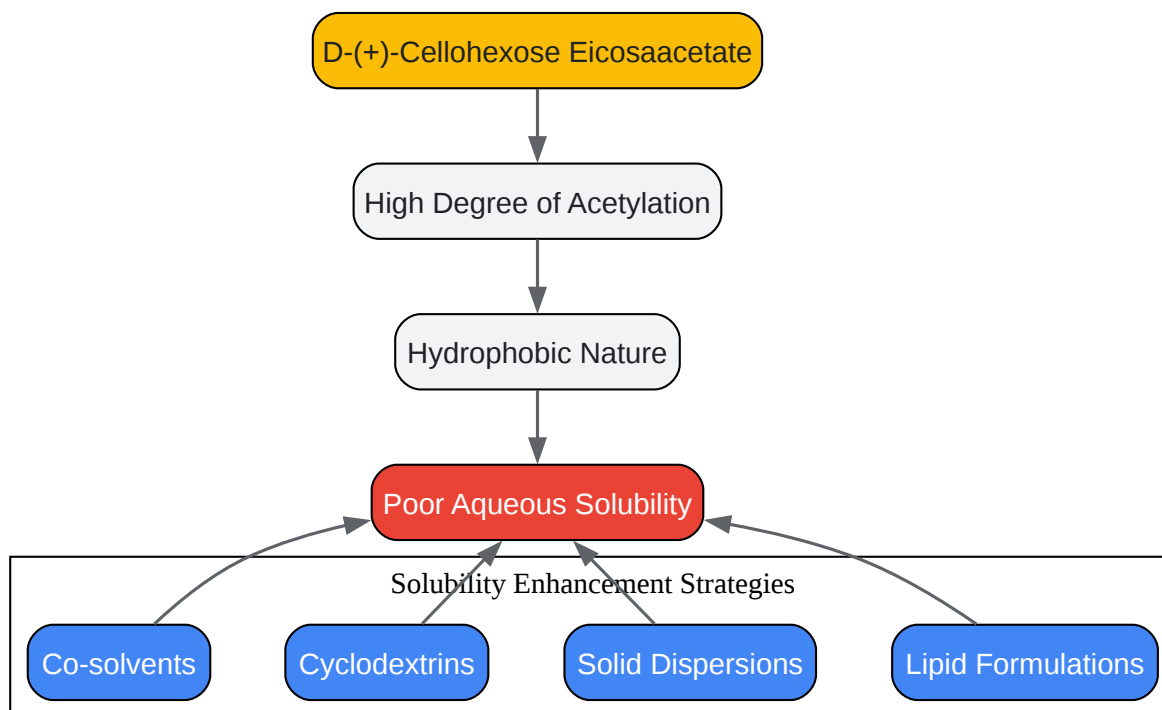 D-(+)-Cellohexose Eicosaacetate
High Degree of Acetylation
Hydrophobic Nature
Poor Aqueous Solubility
Solubility Enhancement Strategies
Co-solvents
Cyclodextrins
Solid Dispersions
Lipid Formulations